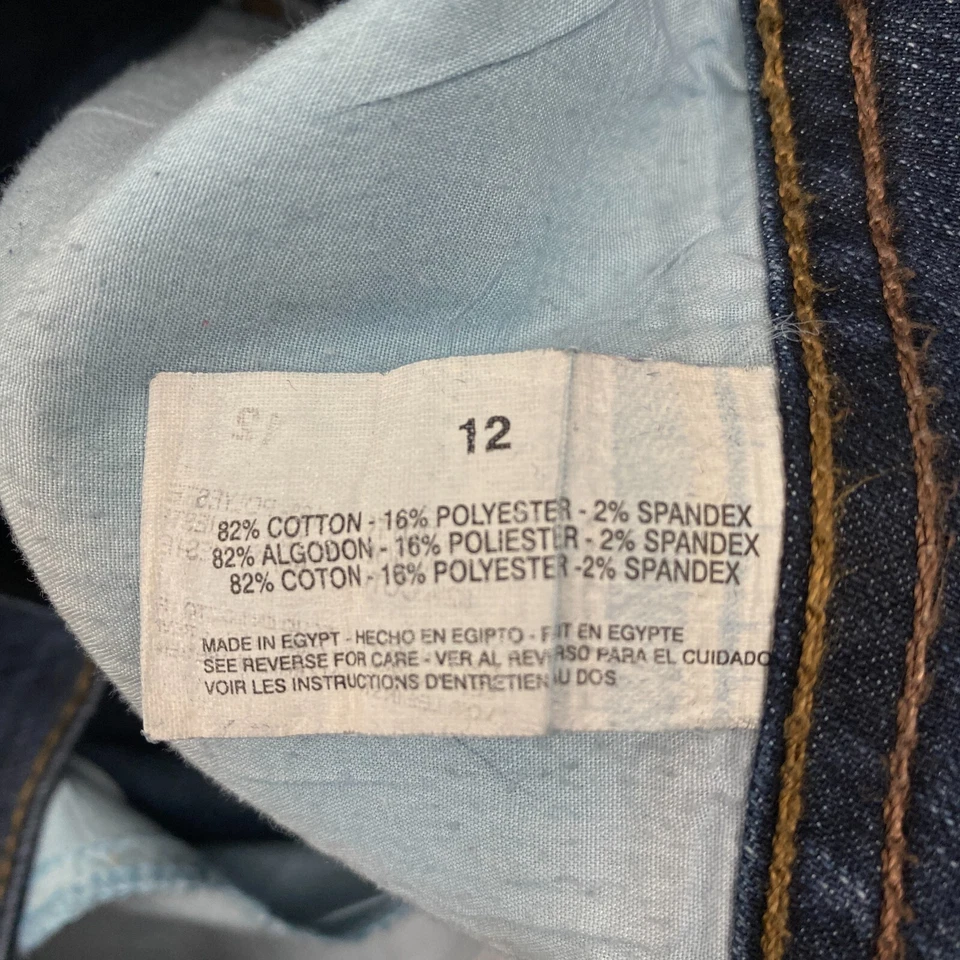 12
82% COTTON - 16% POLYESTER - 2% SPANDEX
82% ALGODON - 16% POLIESTER - 2% SPANDEX
82% COTON - 16% POLYESTER -2% SPANDEX
MADE IN EGYPT - HECHO EN EGIPTO - FAIT EN EGYPTE
SEE REVERSE FOR CARE - VER AL REVERSO PARA EL CUIDADO
VOIR LES INSTRUCTIONS D'ENTRETIEN AU DOS